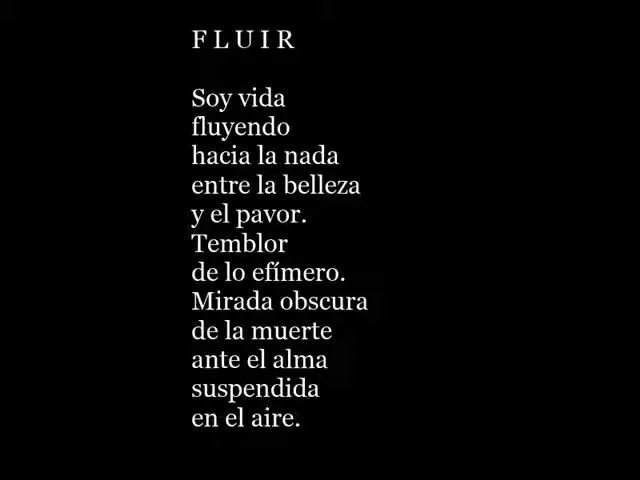 F L U I R
Soy vida
fluyendo
hacia la nada
entre la belleza
y el pavor.
Temblor
de lo efímero.
Mirada obscura
de la muerte
ante el alma
suspendida
en el aire.